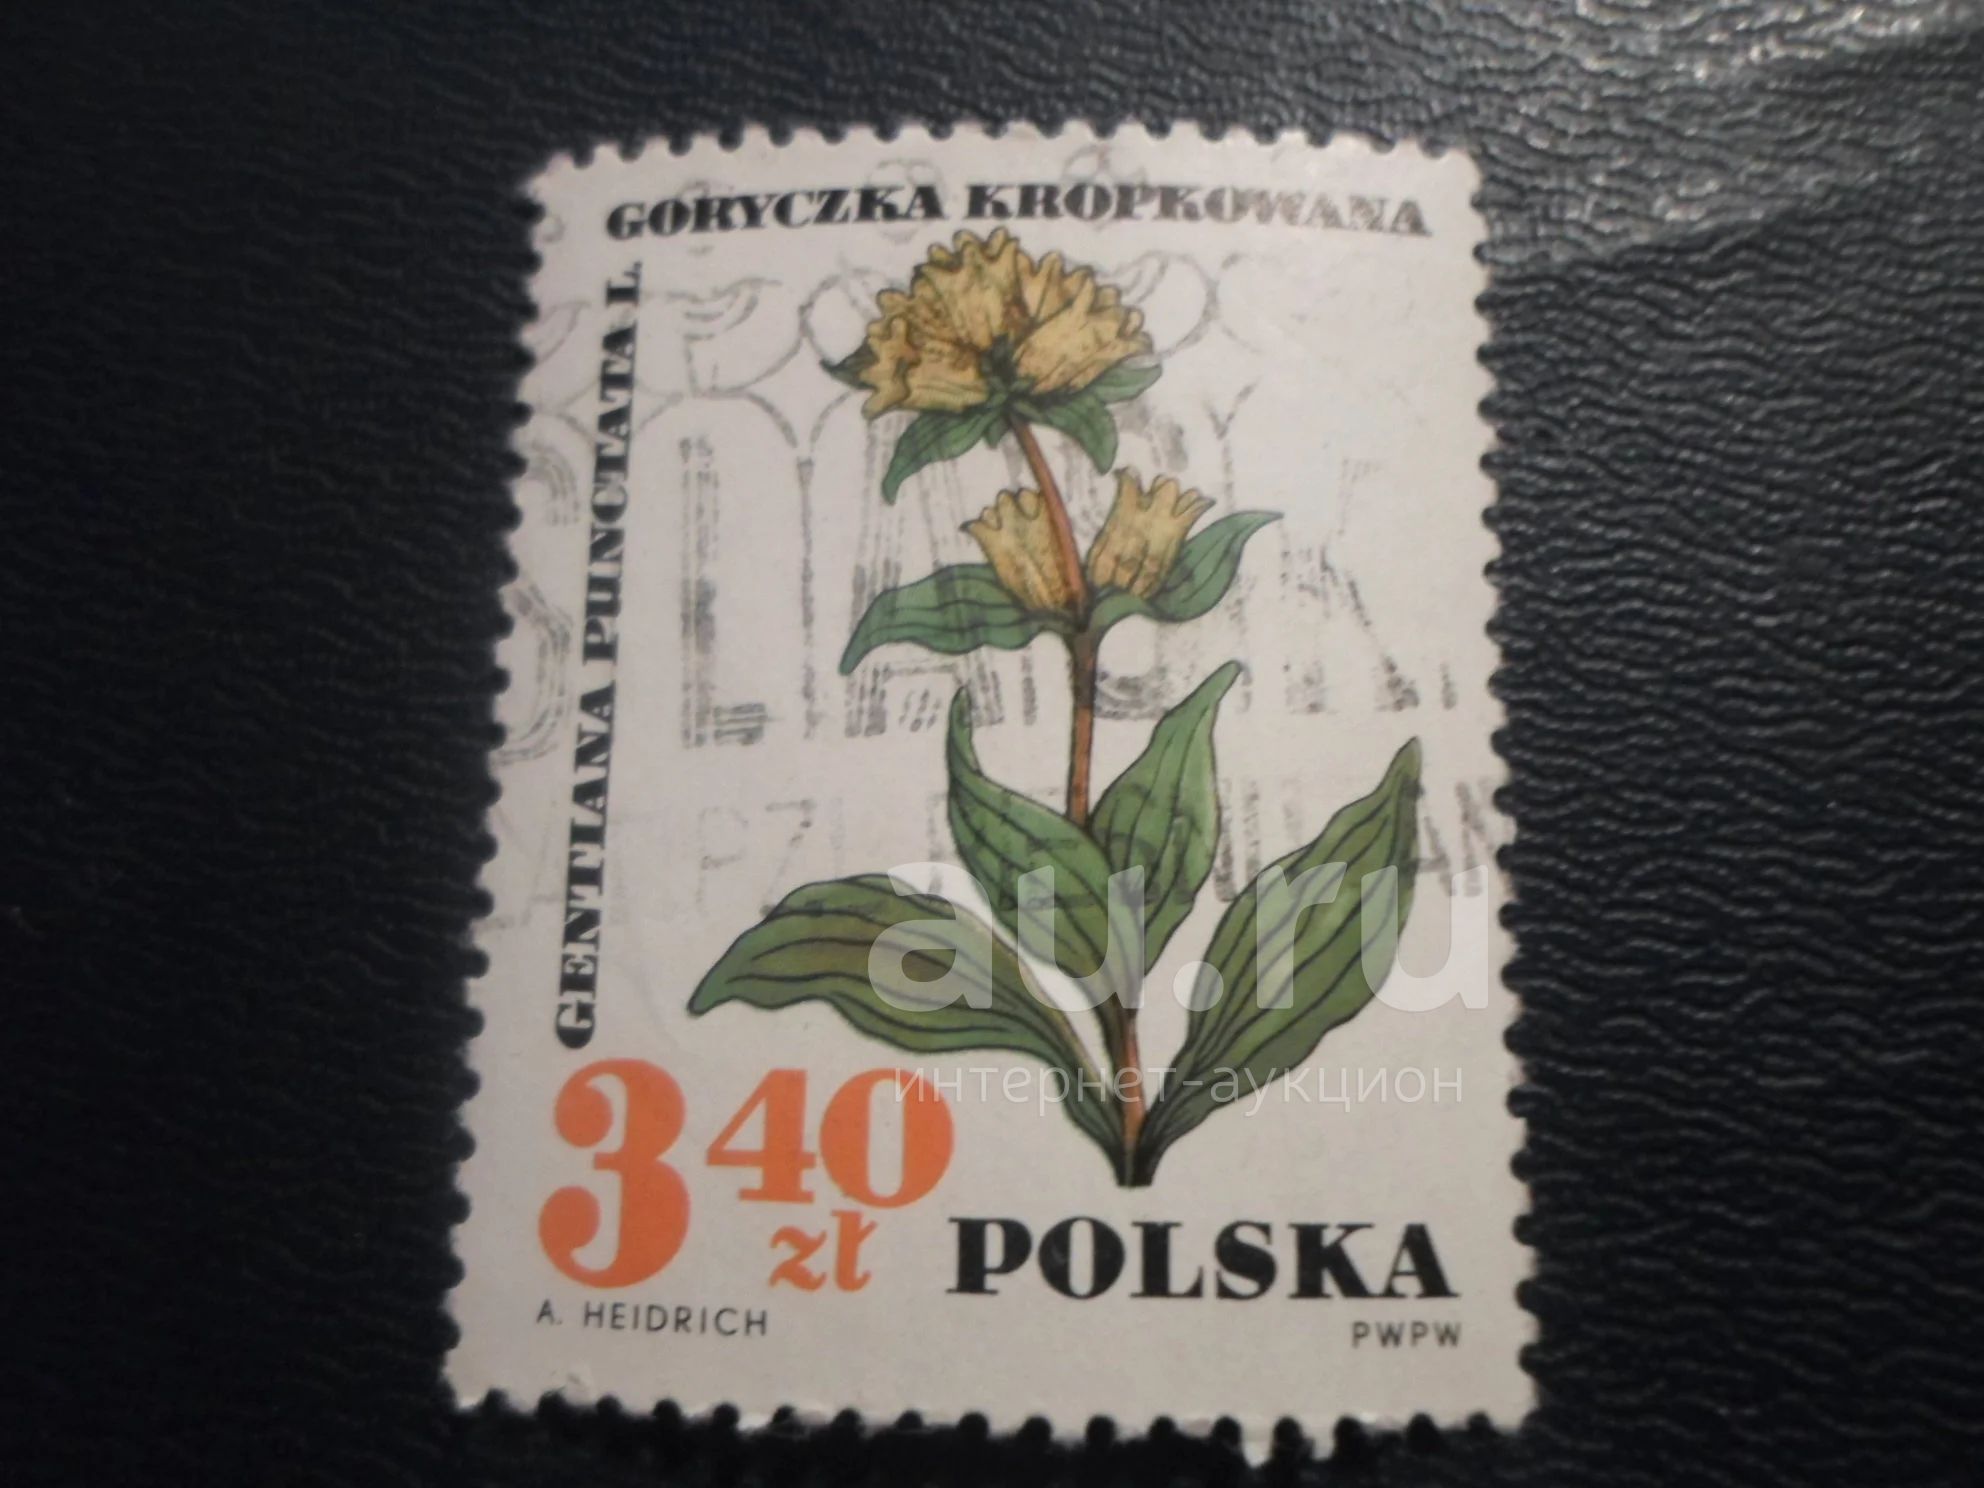 GORYCZKA KROPKOWANA
GENTIANA PUNCTATA L.
au.ru
интернет-аукцион
3 40
zł
POLSKA
A. HEIDRICH
PWPW